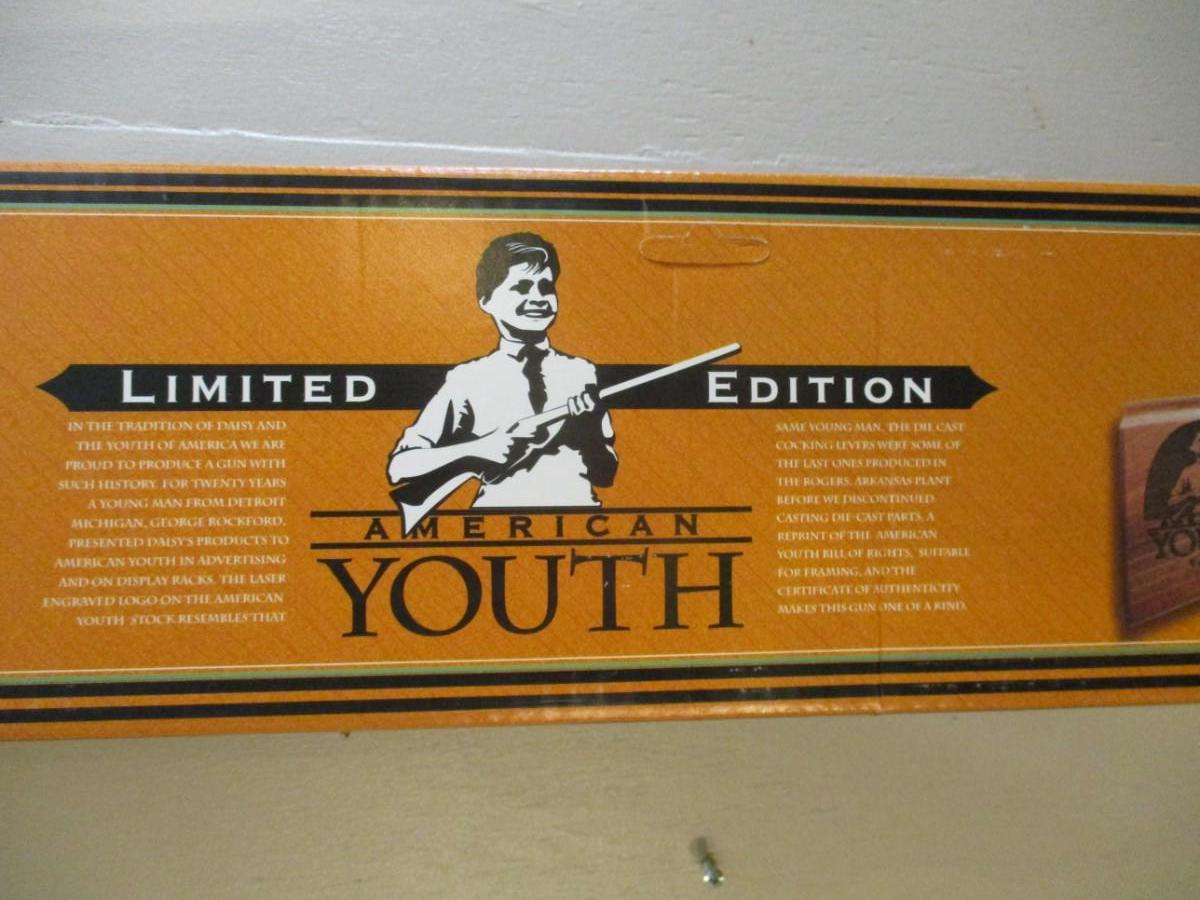 LIMITED EDITION
IN THE TRADITION OF DAISY AND
THE YOUTH OF AMERICA WE ARE
PROUD TO PRODUCE A GUN WITH
SUCH HISTORY. FOR TWENTY YEARS
A YOUNG MAN FROM DETROIT
MICHIGAN, GEORGE ROCKFORD,
PRESENTED DAISY'S PRODUCTS TO
AMERICAN YOUTH IN ADVERTISING
AND ON DISPLAY RACKS. THE LASER
ENGRAVED LOGO ON THE AMERICAN
YOUTH STOCK RESEMBLES THAT
SAME YOUNG MAN. THE DIE CAST
COCKING LEVERS WERE SOME OF
THE LAST ONES PRODUCED IN
THE ROGERS, ARKANSAS PLANT
BEFORE WE DISCONTINUED
CASTING DIE-CAST PARTS. A
REPRINT OF THE AMERICAN
YOUTH BILL OF RIGHTS, SUITABLE
FOR FRAMING, AND THE
CERTIFICATE OF AUTHENTICITY
MAKES THIS GUN ONE OF A KIND.
AMERICAN
YOUTH
YO